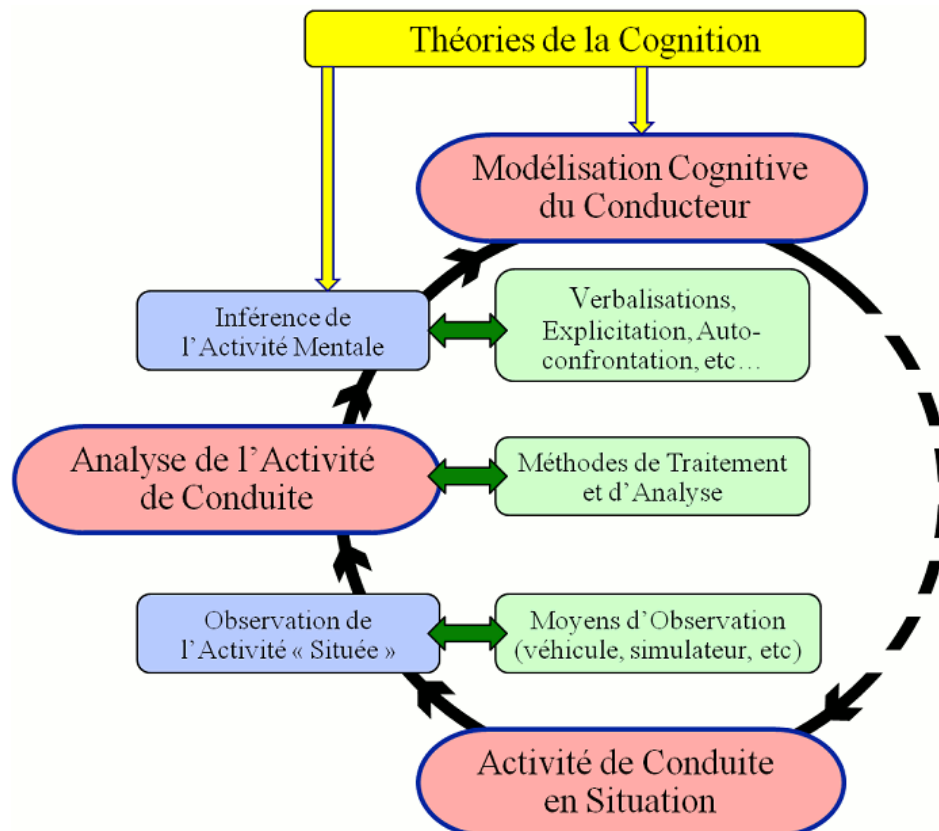 Théories de la Cognition
Modélisation Cognitive
du Conducteur
Inférence de
l’Activité Mentale
Verbalisations,
Explicitation, Auto-
confrontation, etc…
Analyse de l’Activité
de Conduite
Méthodes de Traitement
et d’Analyse
Observation de
l’Activité « Située »
Moyens d’Observation
(véhicule, simulateur, etc)
Activité de Conduite
en Situation